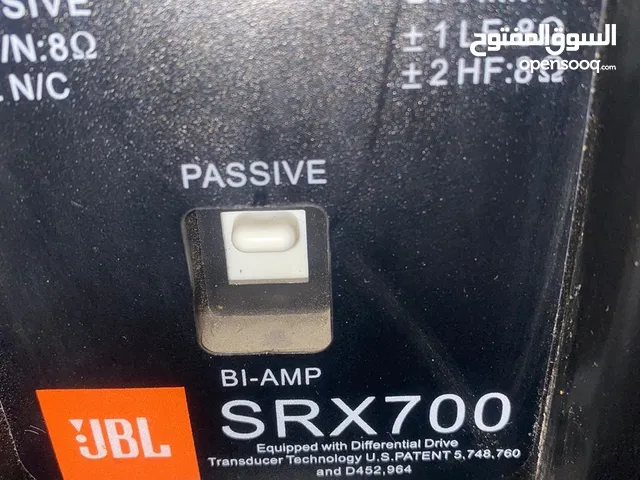 SIVE
/N:8Ω
N/C
±1 LF:8Ω
±2 HF:8Ω
السوق المفتوح
opensooq.com
PASSIVE
BI-AMP
JBL
SRX700
Equipped with Differential Drive
Transducer Technology U.S.PATENT 5,748,760
and D452,964